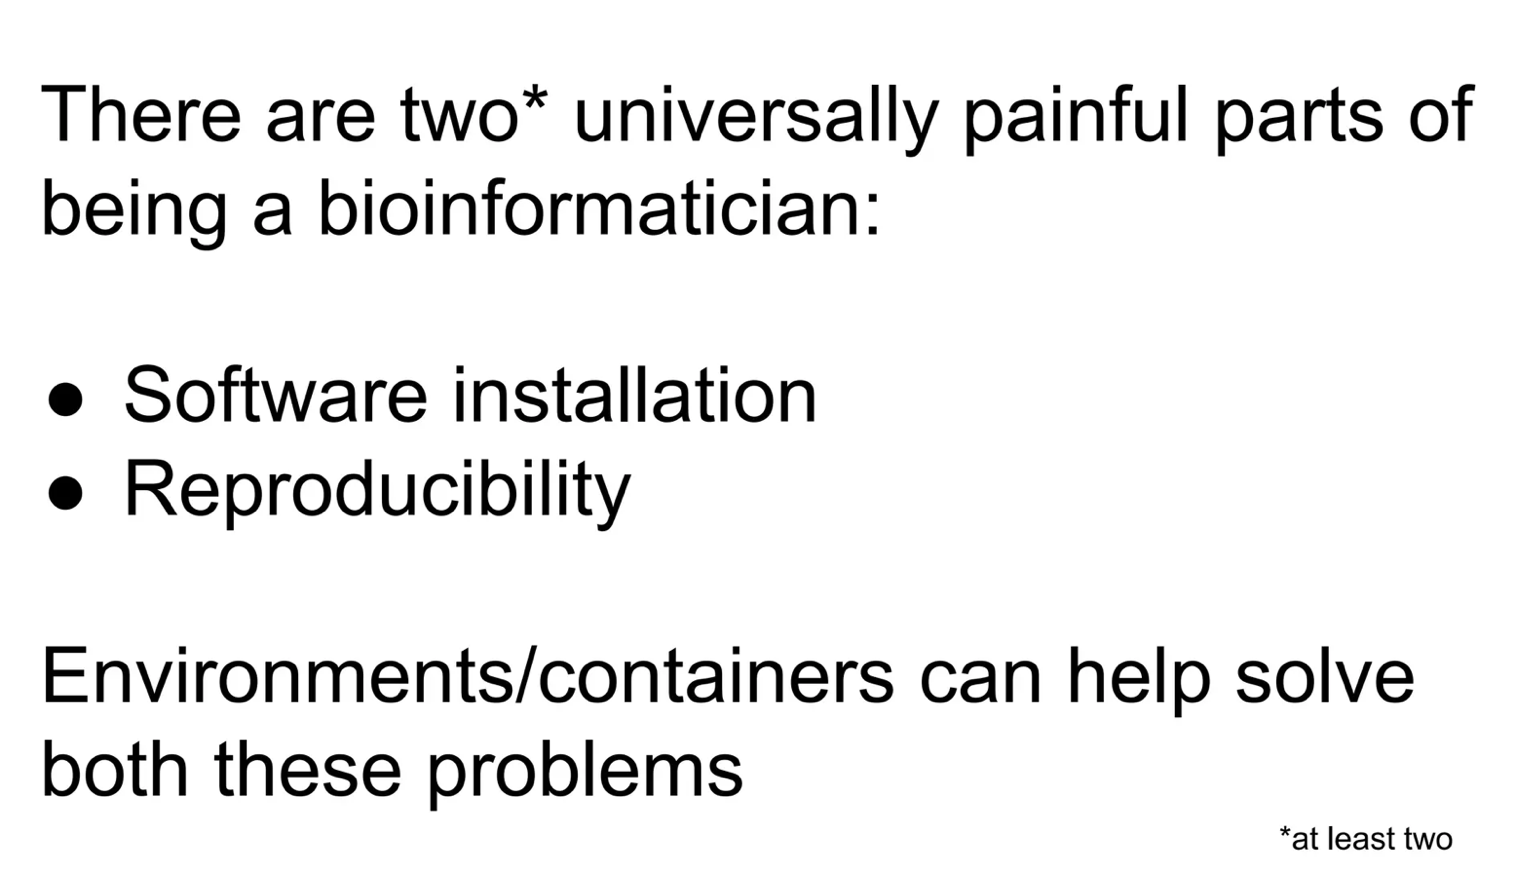 There are two* universally painful parts of
being a bioinformatician:
● Software installation
● Reproducibility
Environments/containers can help solve
both these problems
*at least two